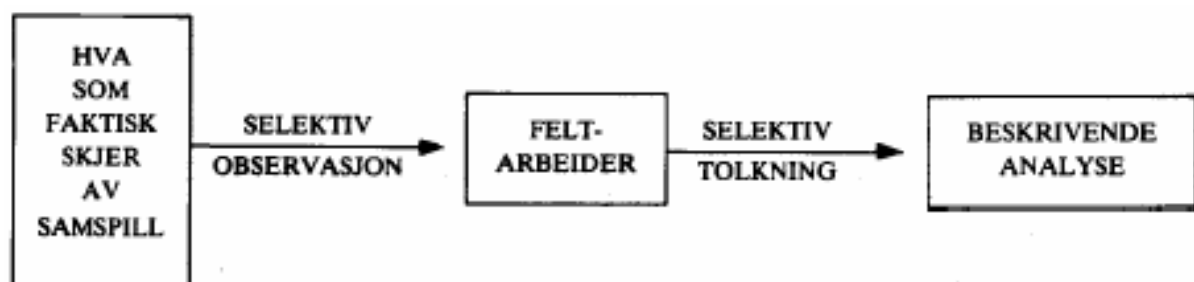 HVA
SOM
FAKTISK
SKJER
AV
SAMSPILL
SELEKTIV
OBSERVASJON
FELT-
ARBEIDER
SELEKTIV
TOLKNING
BESKRIVENDE
ANALYSE